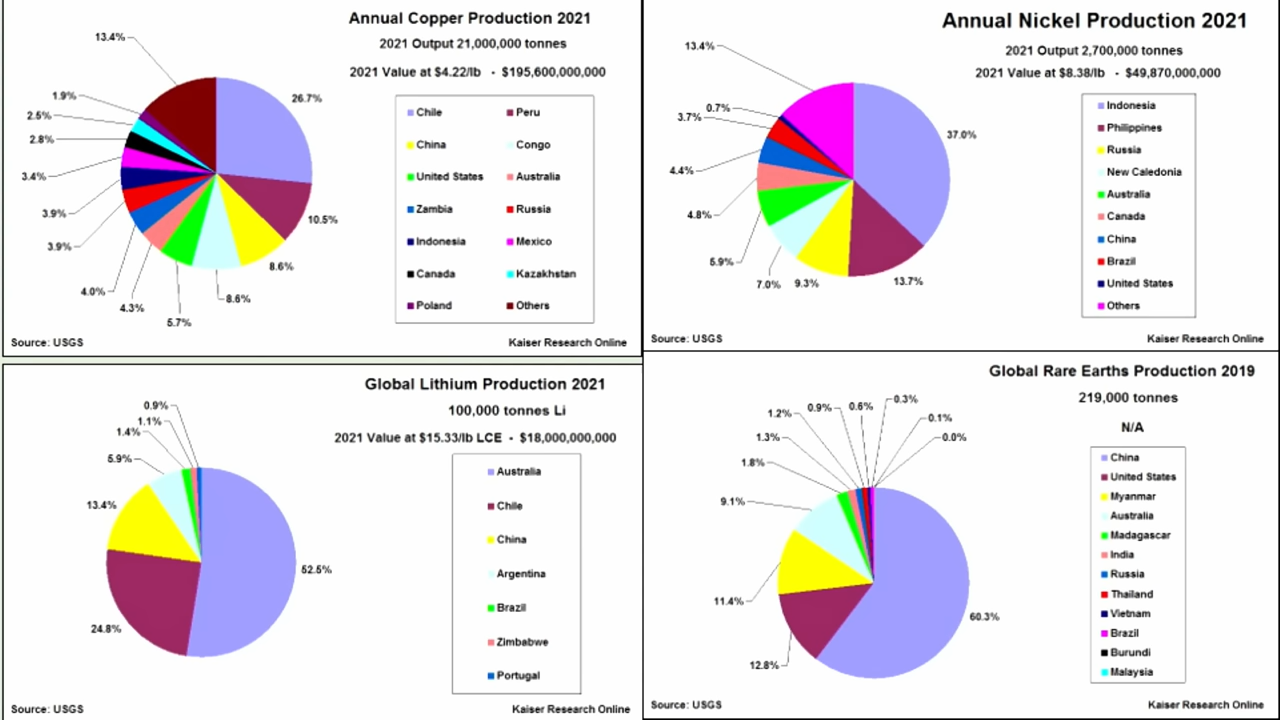 Annual Copper Production 2021
2021 Output 21,000,000 tonnes
2021 Value at $4.22/lb - $195,600,000,000
13.4%
1.9%
2.5%
2.8%
3.4%
3.9%
3.9%
4.0%
4.3%
5.7%
8.6%
8.6%
10.5%
26.7%
Chile Peru
China Congo
United States Australia
Zambia Russia
Indonesia Mexico
Canada Kazakhstan
Poland Others
Source: USGS Kaiser Research Online
Annual Nickel Production 2021
2021 Output 2,700,000 tonnes
2021 Value at $8.38/lb - $49,870,000,000
13.4%
0.7%
3.7%
4.4%
4.8%
5.9%
7.0%
9.3%
13.7%
37.0%
Indonesia
Philippines
Russia
New Caledonia
Australia
Canada
China
Brazil
United States
Others
Source: USGS Kaiser Research Online
Global Lithium Production 2021
100,000 tonnes Li
2021 Value at $15.33/lb LCE - $18,000,000,000
0.9%
1.1%
1.4%
5.9%
13.4%
24.8%
52.5%
Australia
Chile
China
Argentina
Brazil
Zimbabwe
Portugal
Source: USGS Kaiser Research Online
Global Rare Earths Production 2019
219,000 tonnes
N/A
0.3%
0.6%
0.9%
1.2%
0.1%
1.3%
0.0%
1.8%
9.1%
11.4%
12.8%
60.3%
China
United States
Myanmar
Australia
Madagascar
India
Russia
Thailand
Vietnam
Brazil
Burundi
Malaysia
Source: USGS Kaiser Research Online